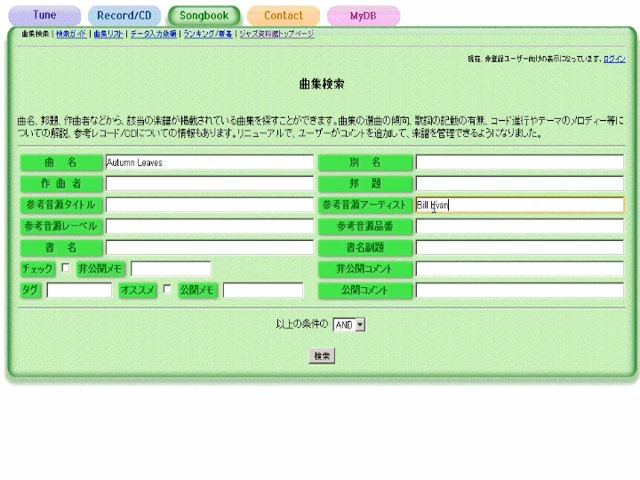 Tune Record/CD Songbook Contact MyDB
曲集検索 | 検索ガイド | 曲集リスト | データ入力依頼 | ランキング/新着 | ジャズ資料館トップページ
現在、非登録ユーザー向けの表示になっています。ログイン
曲集検索
曲名、邦題、作曲者などから、該当の楽譜が掲載されている曲集を探すことができます。曲集の選曲の傾向、歌詞の記載の有無、コード進行やテーマのメロディー等に
ついての解説、参考レコード/CDについての情報もあります。リニューアルで、ユーザーがコメントを追加して、楽譜を管理できるようになりました。
曲 名 Autumn Leaves 別 名
作 曲 者 邦 題
参考音源タイトル 参考音源アーティスト Bill Evan
参考音源レーベル 参考音源品番
書 名 書名副題
チェック 非公開メモ 非公開コメント
タグ オススメ 公開メモ 公開コメント
以上の条件の AND
検索